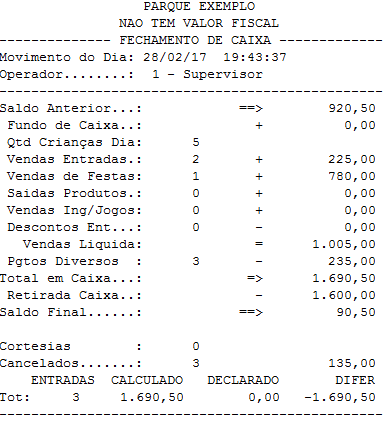 PARQUE EXEMPLO
NAO TEM VALOR FISCAL
-------------- FECHAMENTO DE CAIXA -------------
Movimento do Dia: 28/02/17  19:43:37
Operador........:  1 - Supervisor
------------------------------------------------
Saldo Anterior...:            ==>        920,50
Fundo de Caixa..:              +          0,00
Qtd Crianças Dia:      5
Vendas Entradas.:      2       +        225,00
Vendas de Festas:      1       +        780,00
Saidas Produtos.:      0       +          0,00
Vendas Ing/Jogos:      0       +          0,00
Descontos Ent...:      0       -          0,00
Vendas Liquida:              =      1.005,00
Pgtos Diversos  :      3       -        235,00
Total em Caixa...:             =>      1.690,50
Retirada Caixa..:              -      1.600,00
Saldo Final......:            ==>         90,50
Cortesias       :      0
Cancelados.......:      3                135,00
ENTRADAS  CALCULADO   DECLARADO       DIFER
Tot:     3     1.690,50        0,00   -1.690,50
------------------------------------------------